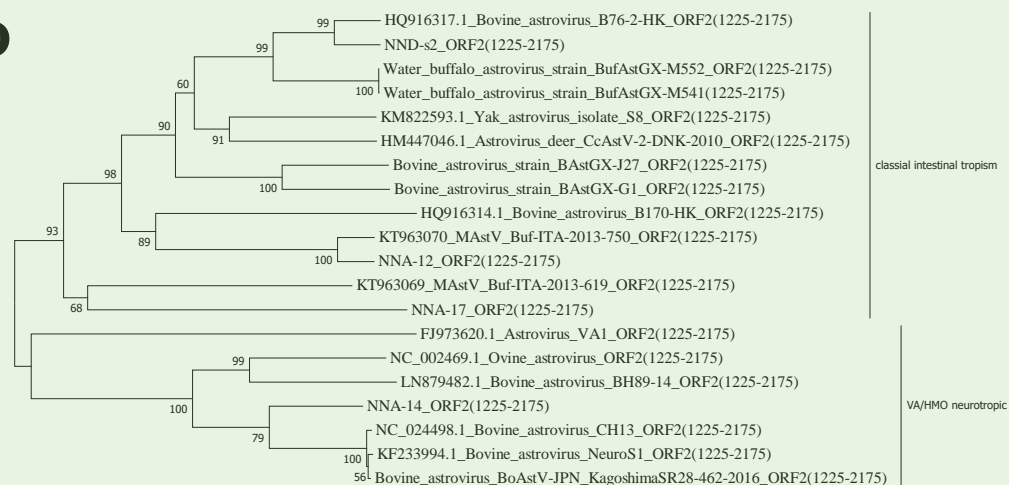 99
HQ916317.1_Bovine_astrovirus_B76-2-HK_ORF2(1225-2175)
99
NND-s2_ORF2(1225-2175)
Water_buffalo_astrovirus_strain_BufAstGX-M552_ORF2(1225-2175)
60
100
Water_buffalo_astrovirus_strain_BufAstGX-M541(1225-2175)
KM822593.1_Yak_astrovirus_isolate_S8_ORF2(1225-2175)
90
91
HM447046.1_Astrovirus_deer_CcAstV-2-DNK-2010_ORF2(1225-2175)
Bovine_astrovirus_strain_BAstGX-J27_ORF2(1225-2175)
classial intestinal tropism
98
100
Bovine_astrovirus_strain_BAstGX-G1_ORF2(1225-2175)
HQ916314.1_Bovine_astrovirus_B170-HK_ORF2(1225-2175)
93
89
KT963070_MAstV_Buf-ITA-2013-750_ORF2(1225-2175)
100
NNA-12_ORF2(1225-2175)
KT963069_MAstV_Buf-ITA-2013-619_ORF2(1225-2175)
68
NNA-17_ORF2(1225-2175)
FJ973620.1_Astrovirus_VA1_ORF2(1225-2175)
99
NC_002469.1_Ovine_astrovirus_ORF2(1225-2175)
LN879482.1_Bovine_astrovirus_BH89-14_ORF2(1225-2175)
100
NNA-14_ORF2(1225-2175)
VA/HMO neurotropic
79
NC_024498.1_Bovine_astrovirus_CH13_ORF2(1225-2175)
100
KF233994.1_Bovine_astrovirus_NeuroS1_ORF2(1225-2175)
56
Bovine_astrovirus_BoAstV-JPN_KagoshimaSR28-462-2016_ORF2(1225-2175)